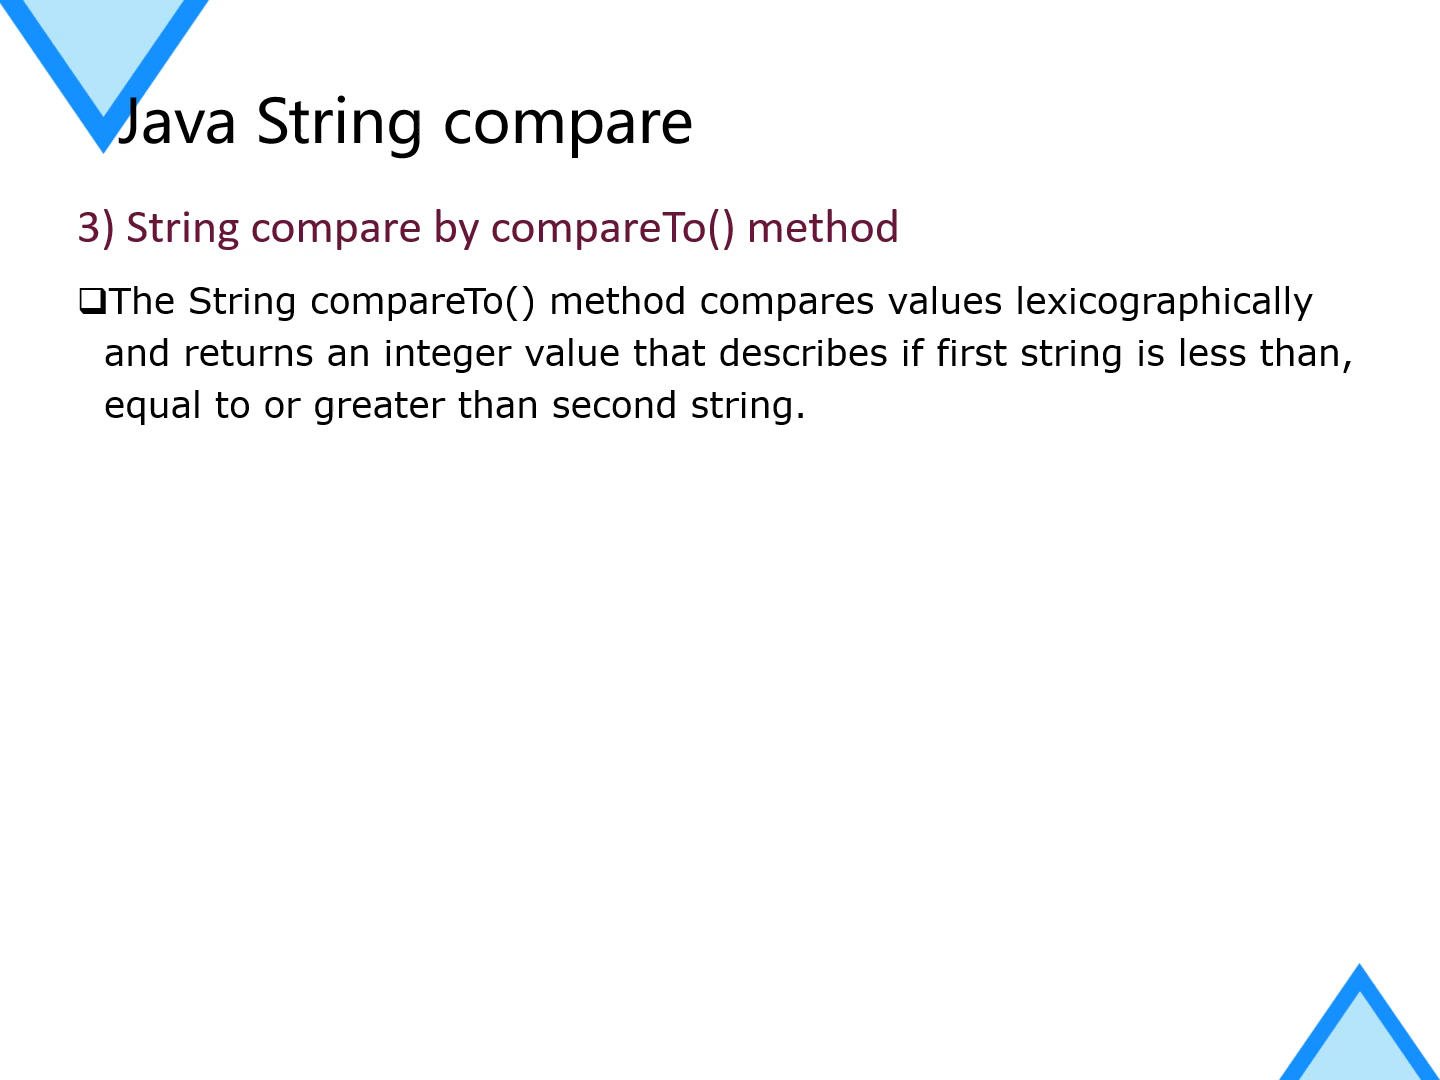 Java String compare
3) String compare by compareTo() method
❑The String compareTo() method compares values lexicographically
and returns an integer value that describes if first string is less than,
equal to or greater than second string.